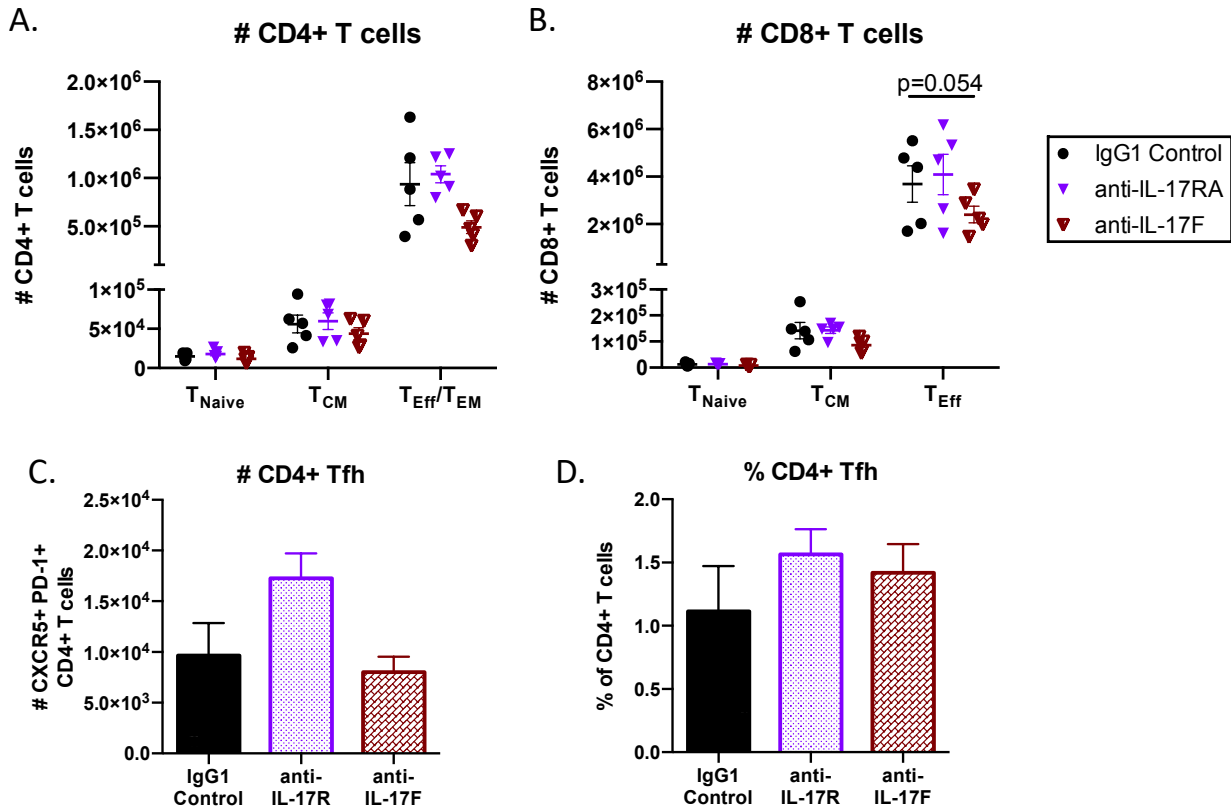 A.
# CD4+ T cells
# CD4+ T cells
2.0×10⁶
1.5×10⁶
1.0×10⁶
5.0×10⁵
1×10⁵
5×10⁴
0
T_Naive
T_CM
T_Eff/T_EM
B.
# CD8+ T cells
# CD8+ T cells
8×10⁶
6×10⁶
4×10⁶
2×10⁶
3×10⁵
2×10⁵
1×10⁵
0
p=0.054
T_Naive
T_CM
T_Eff
IgG1 Control
anti-IL-17RA
anti-IL-17F
C.
# CD4+ Tfh
# CXCR5+ PD-1+
CD4+ T cells
2.5×10⁴
2.0×10⁴
1.5×10⁴
1.0×10⁴
5.0×10³
0.0
IgG1
Control
anti-
IL-17R
anti-
IL-17F
D.
% CD4+ Tfh
% of CD4+ T cells
2.0
1.5
1.0
0.5
0.0
IgG1
Control
anti-
IL-17R
anti-
IL-17F